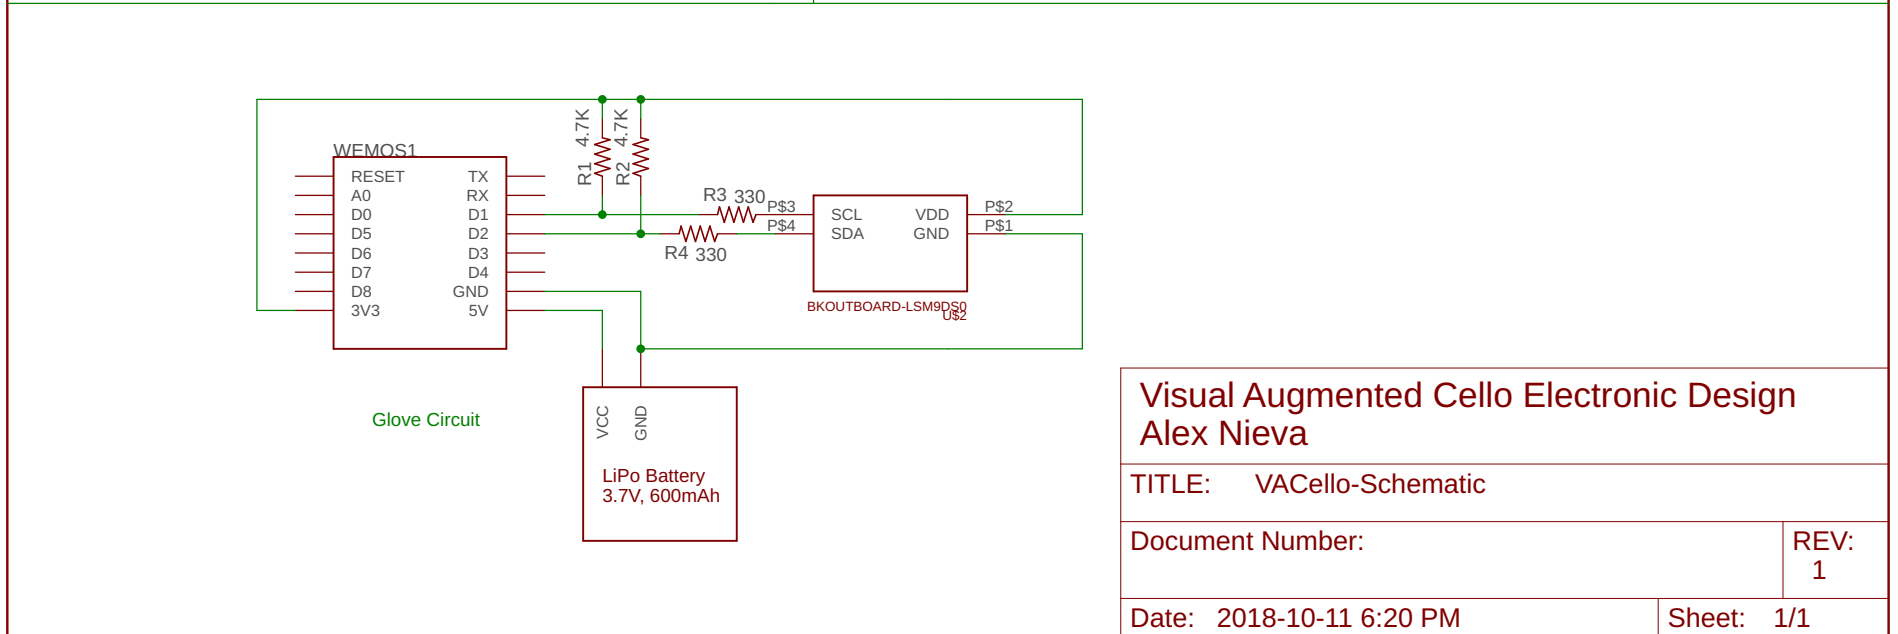 WEMOS1
RESET
A0
D0
D5
D6
D7
D8
3V3
TX
RX
D1
D2
D3
D4
GND
5V
R1 4.7K
R2 4.7K
R3 330
R4 330
P$3
P$4
SCL
SDA
VDD
GND
P$2
P$1
BKOUTBOARD-LSM9DS0
U$2
Glove Circuit
VCC
GND
LiPo Battery
3.7V, 600mAh
Visual Augmented Cello Electronic Design
Alex Nieva
TITLE: VACello-Schematic
Document Number:
REV:
1
Date: 2018-10-11 6:20 PM
Sheet: 1/1